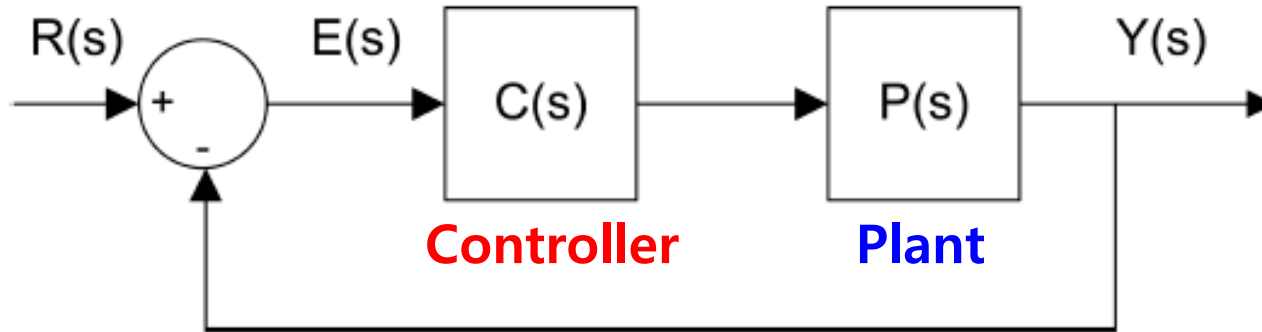 R(s)
E(s)
Y(s)
+
-
C(s)
P(s)
Controller
Plant